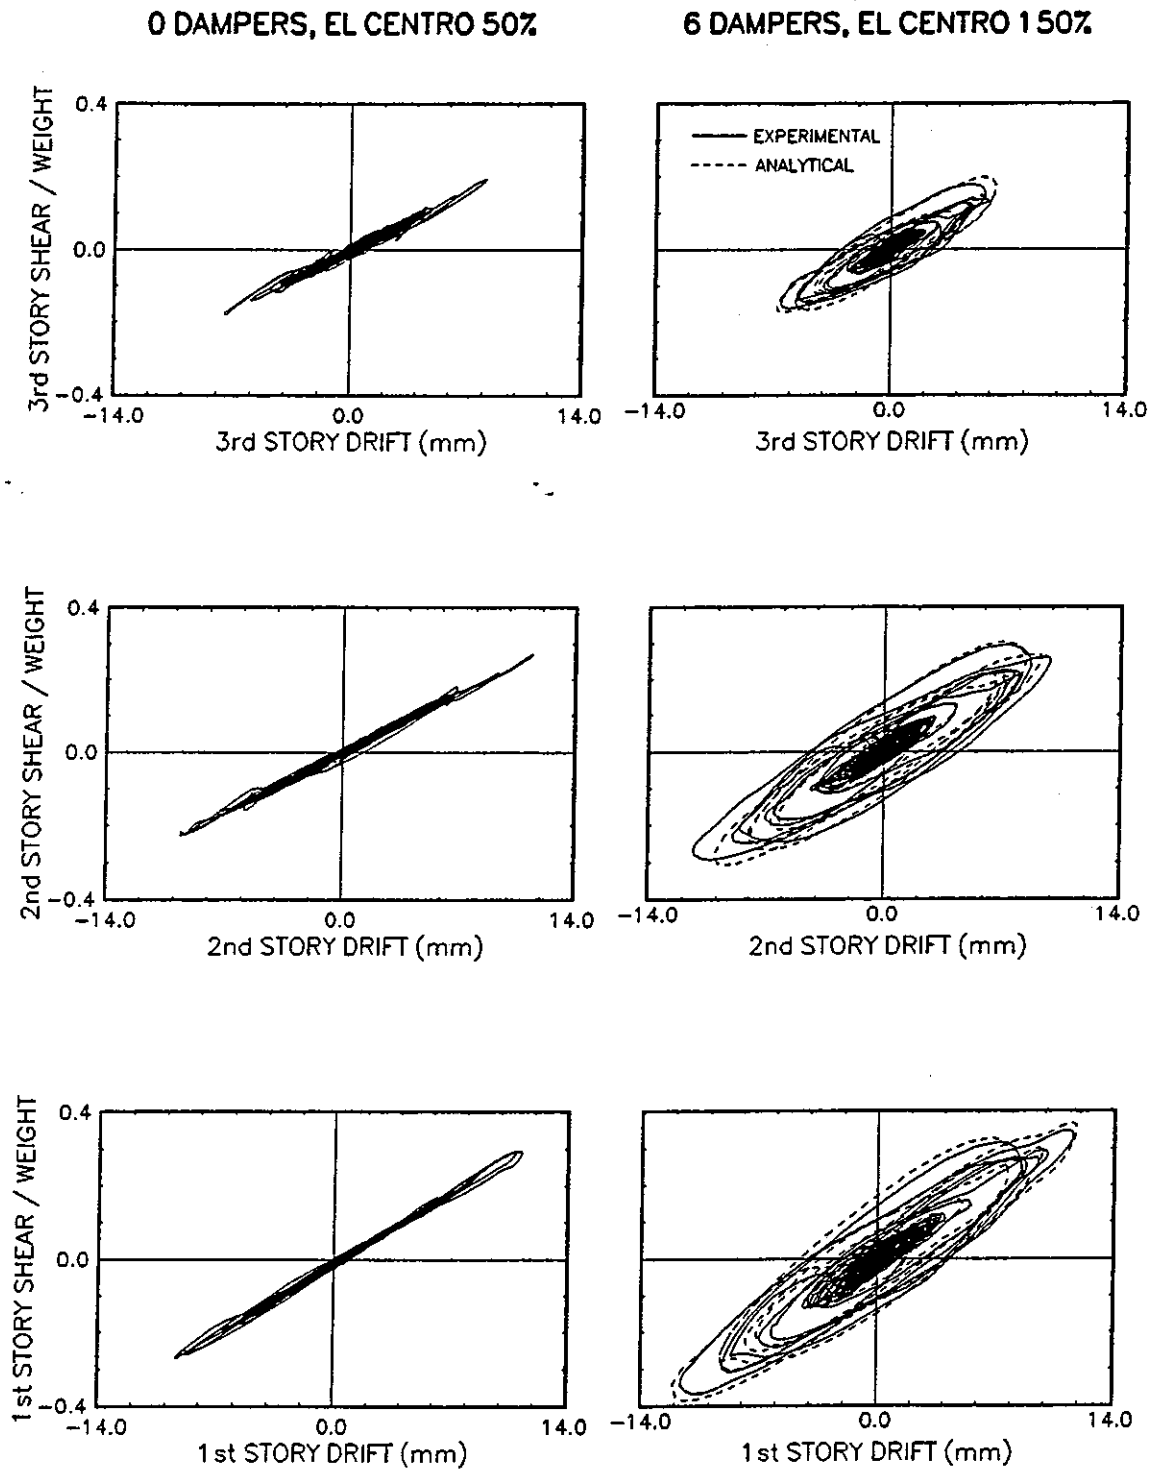 0 DAMPERS, EL CENTRO 50%
6 DAMPERS, EL CENTRO 150%
3rd STORY SHEAR / WEIGHT
0.4
0.0
-0.4
-14.0
0.0
14.0
3rd STORY DRIFT (mm)
EXPERIMENTAL
ANALYTICAL
-14.0
0.0
14.0
3rd STORY DRIFT (mm)
2nd STORY SHEAR / WEIGHT
0.4
0.0
-0.4
-14.0
0.0
14.0
2nd STORY DRIFT (mm)
-14.0
0.0
14.0
2nd STORY DRIFT (mm)
1st STORY SHEAR / WEIGHT
0.4
0.0
-0.4
-14.0
0.0
14.0
1st STORY DRIFT (mm)
-14.0
0.0
14.0
1st STORY DRIFT (mm)